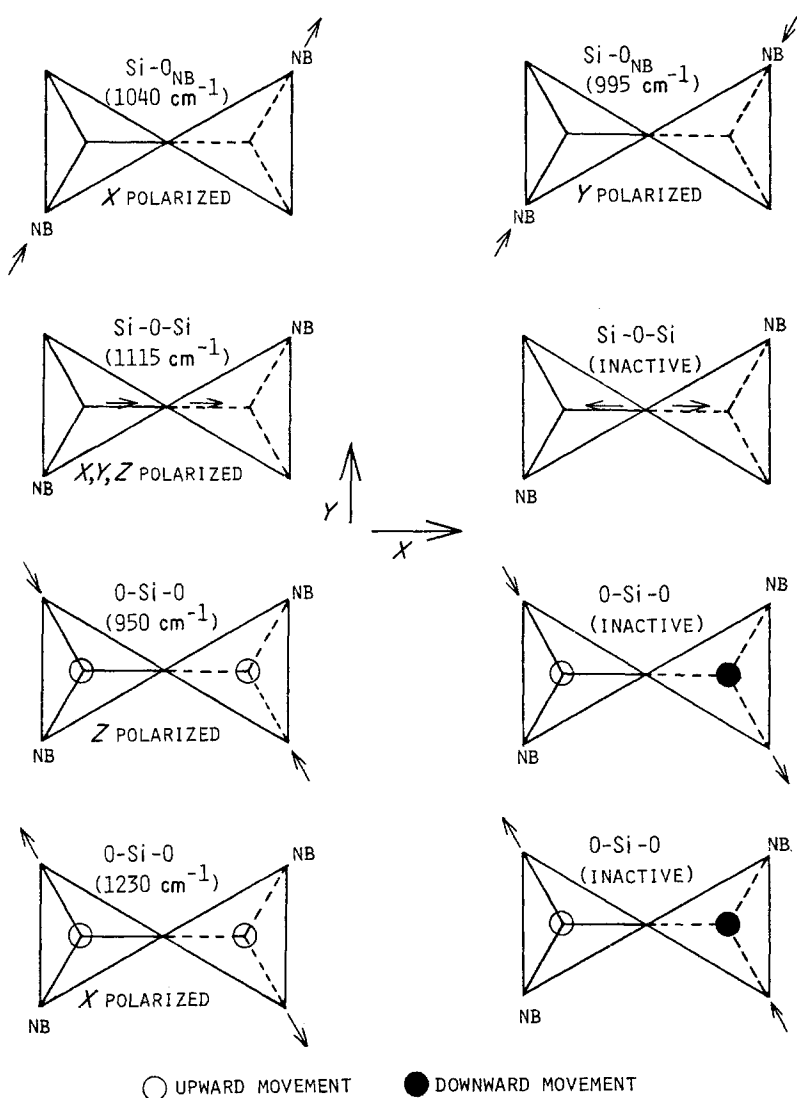 NB
Si-O_NB
(1040 cm⁻¹)
X POLARIZED
NB
NB
Si-O_NB
(995 cm⁻¹)
Y POLARIZED
NB
NB
Si-O-Si
(1115 cm⁻¹)
X,Y,Z POLARIZED
NB
NB
Si-O-Si
(INACTIVE)
NB
Y
X
NB
O-Si-O
(950 cm⁻¹)
Z POLARIZED
NB
NB
O-Si-O
(INACTIVE)
NB
NB
O-Si-O
(1230 cm⁻¹)
X POLARIZED
NB
NB
O-Si-O
(INACTIVE)
NB
UPWARD MOVEMENT
DOWNWARD MOVEMENT